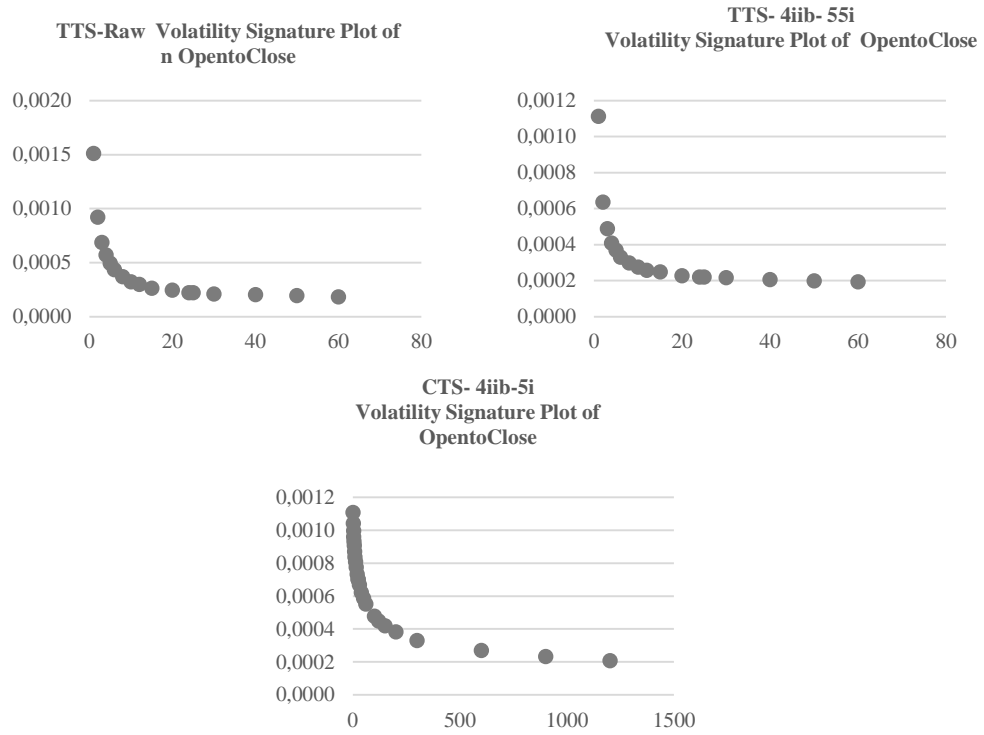 TTS-Raw Volatility Signature Plot of
n OpentoClose
0,0020
0,0015
0,0010
0,0005
0,0000
0 20 40 60 80
TTS- 4iib- 55i
Volatility Signature Plot of OpentoClose
0,0012
0,0010
0,0008
0,0006
0,0004
0,0002
0,0000
0 20 40 60 80
CTS- 4iib-5i
Volatility Signature Plot of
OpentoClose
0,0012
0,0010
0,0008
0,0006
0,0004
0,0002
0,0000
0 500 1000 1500